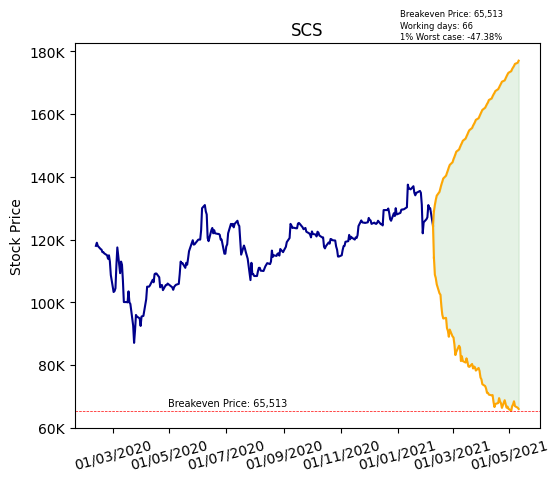 Breakeven Price: 65,513
Working days: 66
1% Worst case: -47.38%
SCS
180K
160K
140K
120K
100K
80K
60K
Stock Price
Breakeven Price: 65,513
01/03/2020
01/05/2020
01/07/2020
01/09/2020
01/11/2020
01/01/2021
01/03/2021
01/05/2021